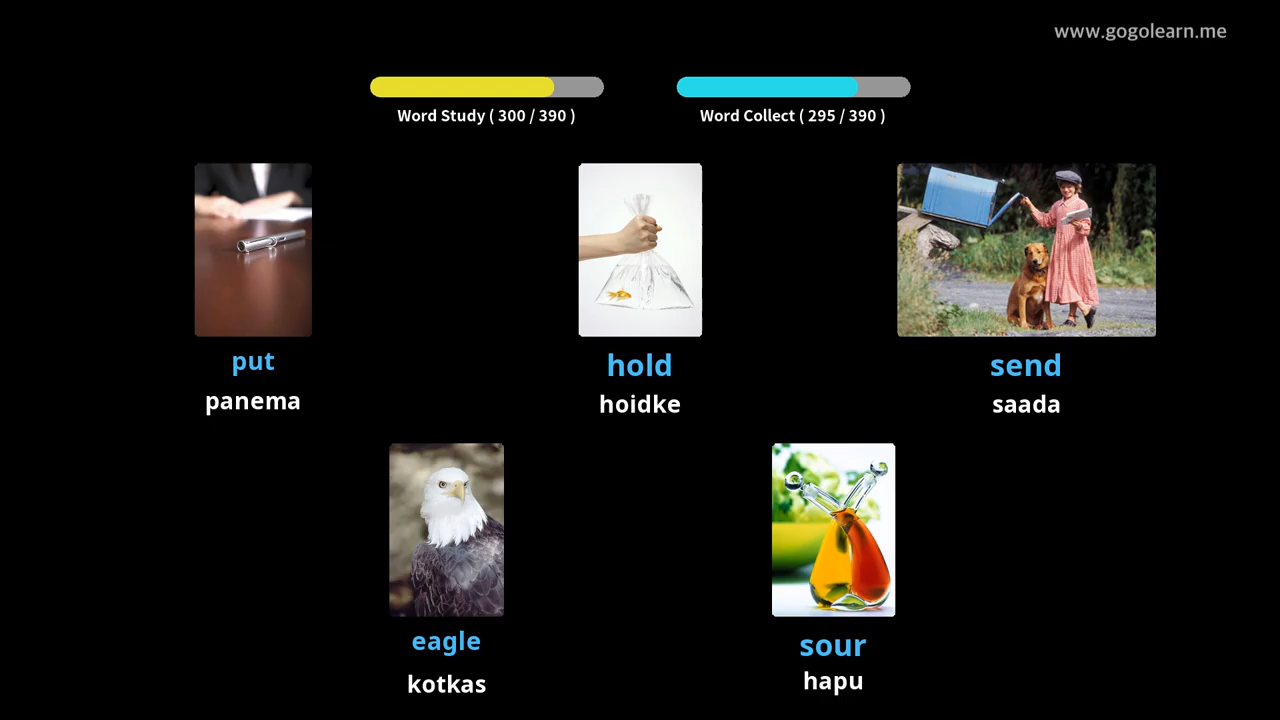 www.gogolearn.me
Word Study ( 300 / 390 )
Word Collect ( 295 / 390 )
put
panema
hold
hoidke
send
saada
eagle
kotkas
sour
hapu